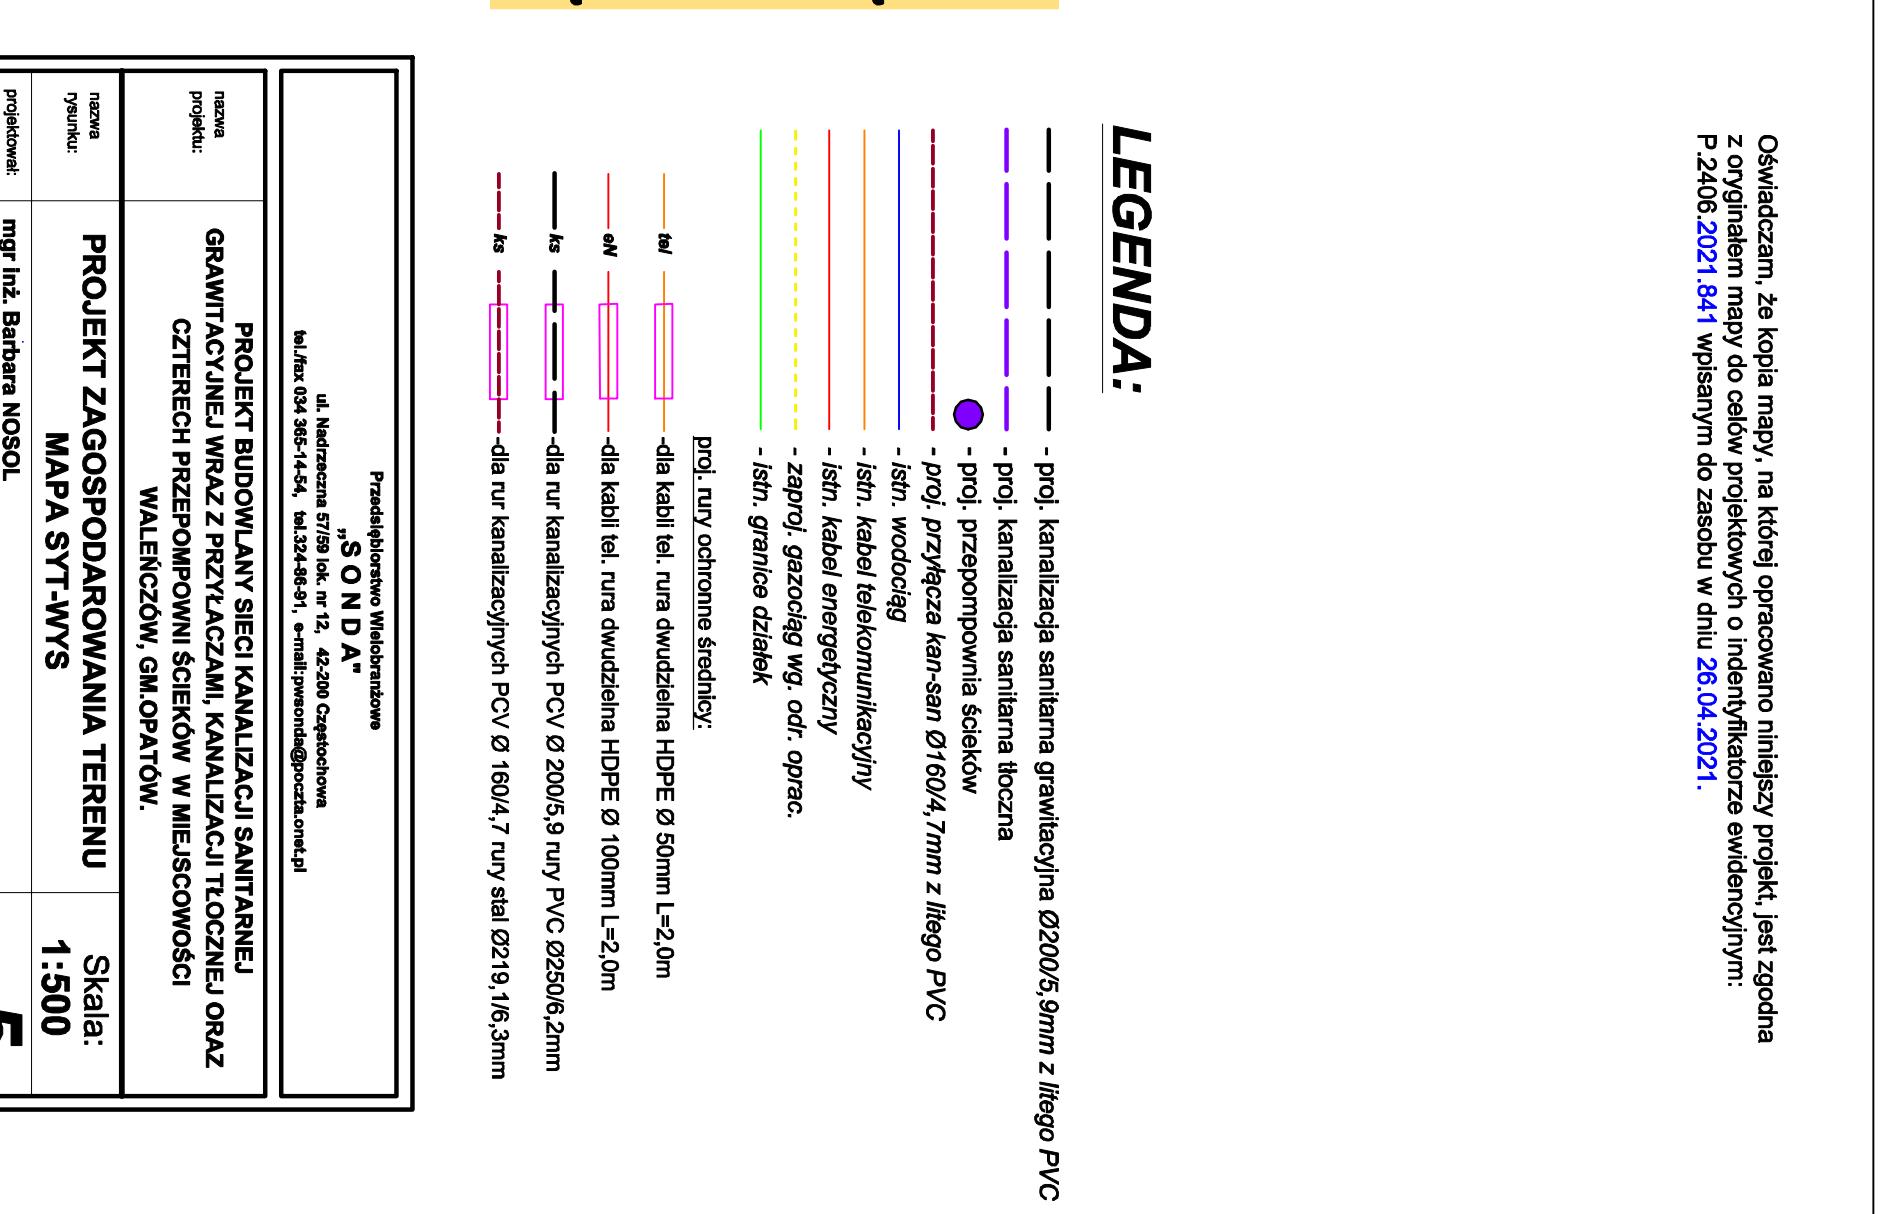 Oświadczam, że kopia mapy, na której opracowano niniejszy projekt, jest zgodna
z oryginałem mapy do celów projektowych o indentyfikatorze ewidencyjnym:
P.2406.2021.841 wpisanym do zasobu w dniu 26.04.2021.
LEGENDA:
- proj. kanalizacja sanitarna grawitacyjna Ø200/5,9mm z litego PVC
- proj. kanalizacja sanitarna tłoczna
- proj. przepompownia ścieków
- proj. przyłącza kan-san Ø160/4,7mm z litego PVC
- istn. wodociąg
- istn. kabel telekomunikacyjny
- istn. kabel energetyczny
- zaproj. gazociąg wg. odr. oprac.
- istn. granice działek
proj. rury ochronne średnicy:
tel -dla kabli tel. rura dwudzielna HDPE Ø 50mm L=2,0m
eN -dla kabli tel. rura dwudzielna HDPE Ø 100mm L=2,0m
ks -dla rur kanalizacyjnych PCV Ø 200/5,9 rury PVC Ø250/6,2mm
ks -dla rur kanalizacyjnych PCV Ø 160/4,7 rury stal Ø219,1/6,3mm
Przedsiębiorstwo Wielobranżowe
„S O N D A"
ul. Nadrzeczna 57/59 lok. nr 12, 42-200 Częstochowa
tel./fax 034 365-14-54, tel.324-86-91, e-mail:pwsonda@poczta.onet.pl
nazwa
projektu:
PROJEKT BUDOWLANY SIECI KANALIZACJI SANITARNEJ
GRAWITACYJNEJ WRAZ Z PRZYŁACZAMI, KANALIZACJI TŁOCZNEJ ORAZ
CZTERECH PRZEPOMPOWNI ŚCIEKÓW W MIEJSCOWOŚCI
WALEŃCZÓW, GM.OPATÓW.
nazwa
rysunku:
PROJEKT ZAGOSPODAROWANIA TERENU
MAPA SYT-WYS
Skala:
1:500
projektował:
mgr inż. Barbara NOSOL
5